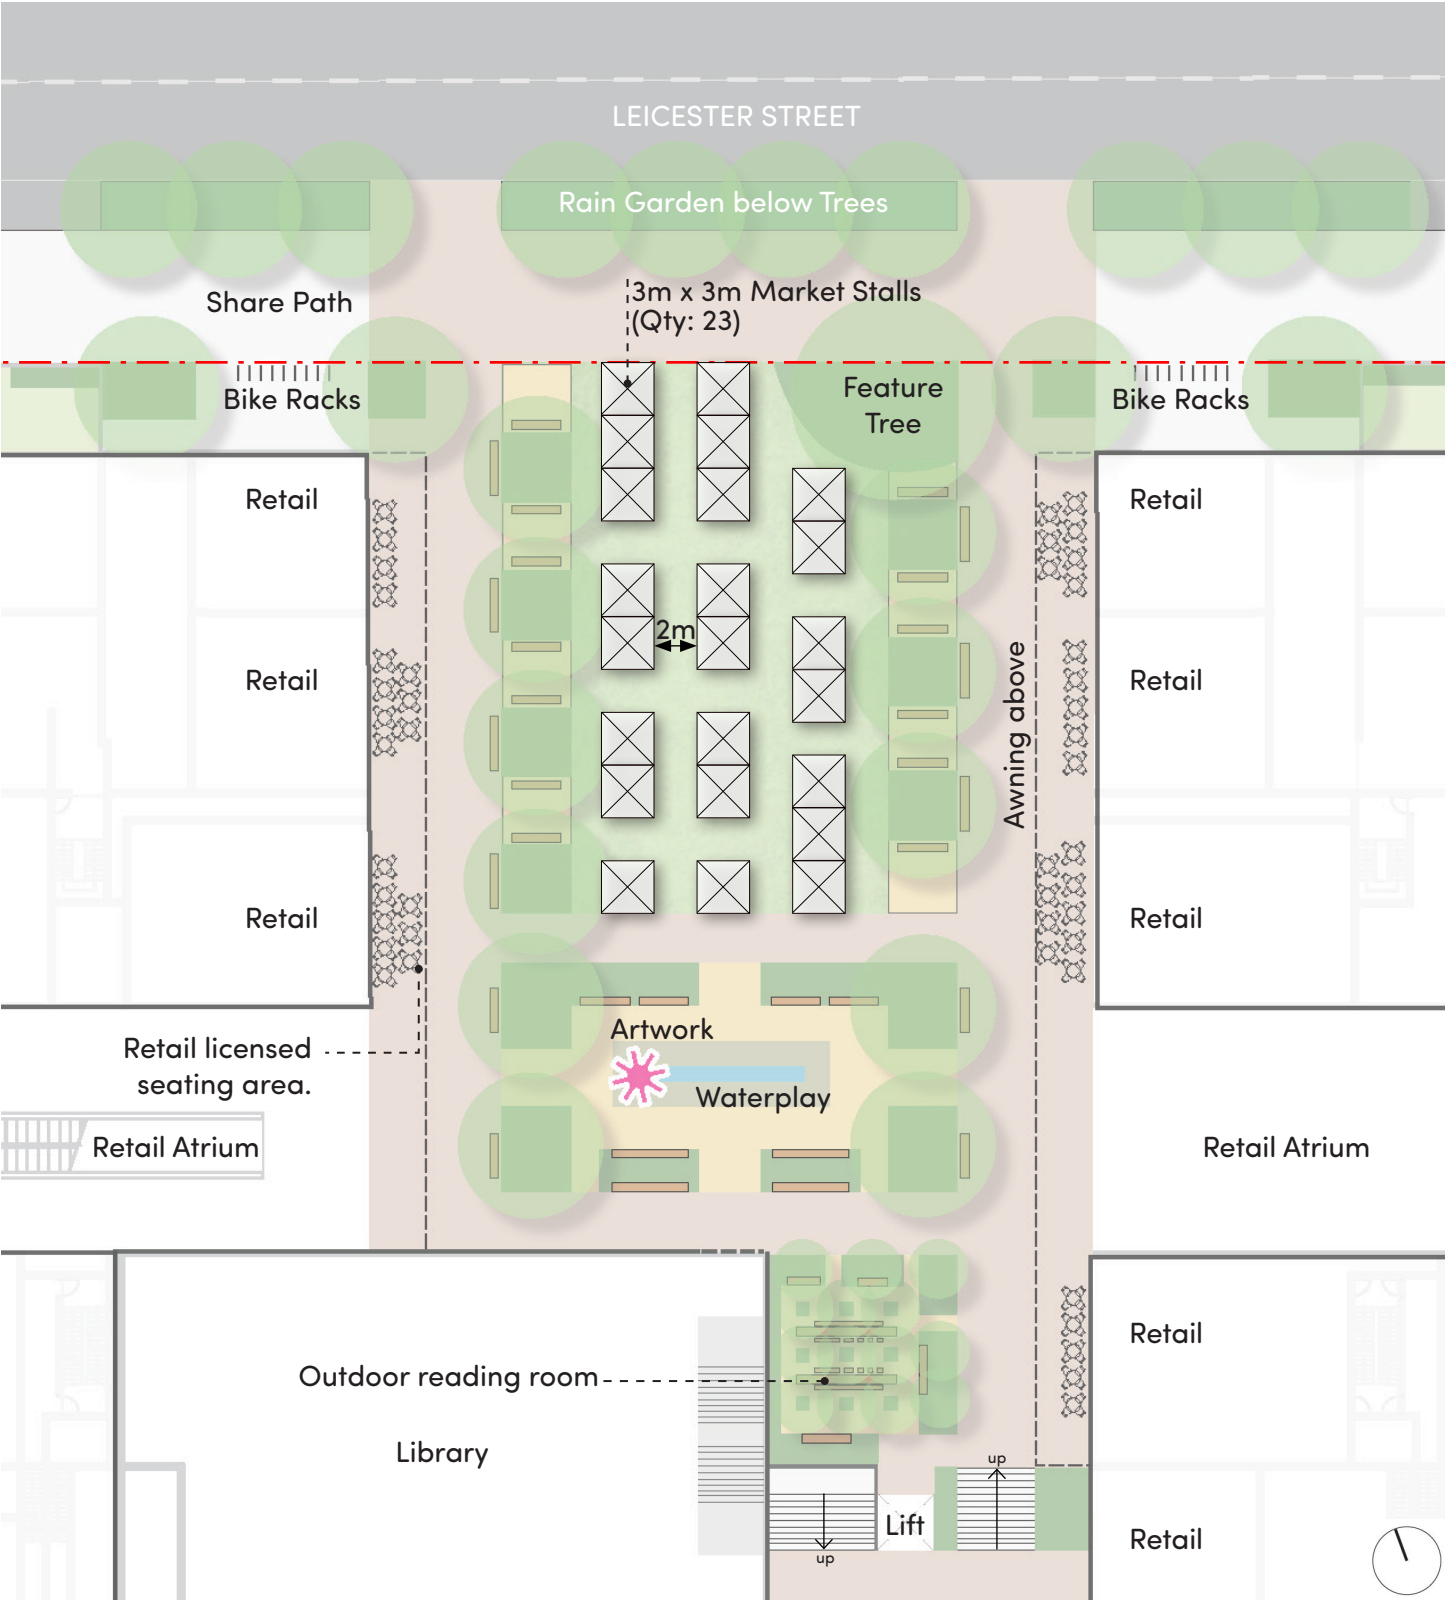 LEICESTER STREET
Rain Garden below Trees
3m x 3m Market Stalls
(Qty: 23)
Share Path
Bike Racks
Feature
Tree
Bike Racks
Retail
Retail
2m
Retail
Retail
Awning above
Retail
Retail
Artwork
Retail licensed
seating area.
Waterplay
Retail Atrium
Retail Atrium
Retail
Outdoor reading room
Library
up
Lift
up
Retail